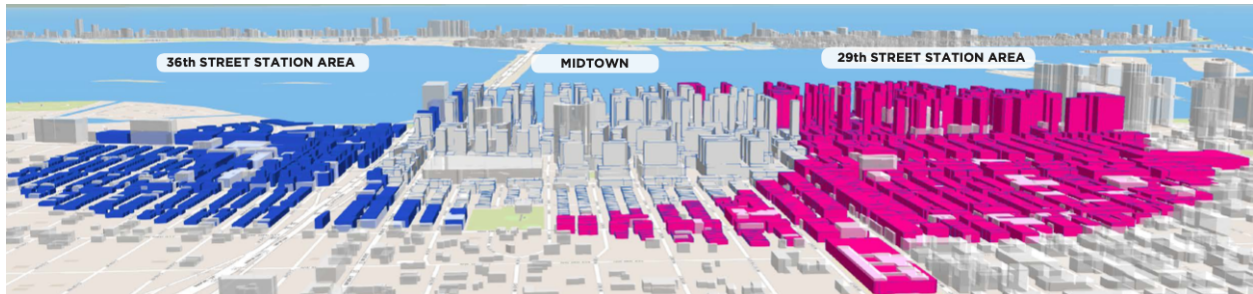 36th STREET STATION AREA
MIDTOWN
29th STREET STATION AREA